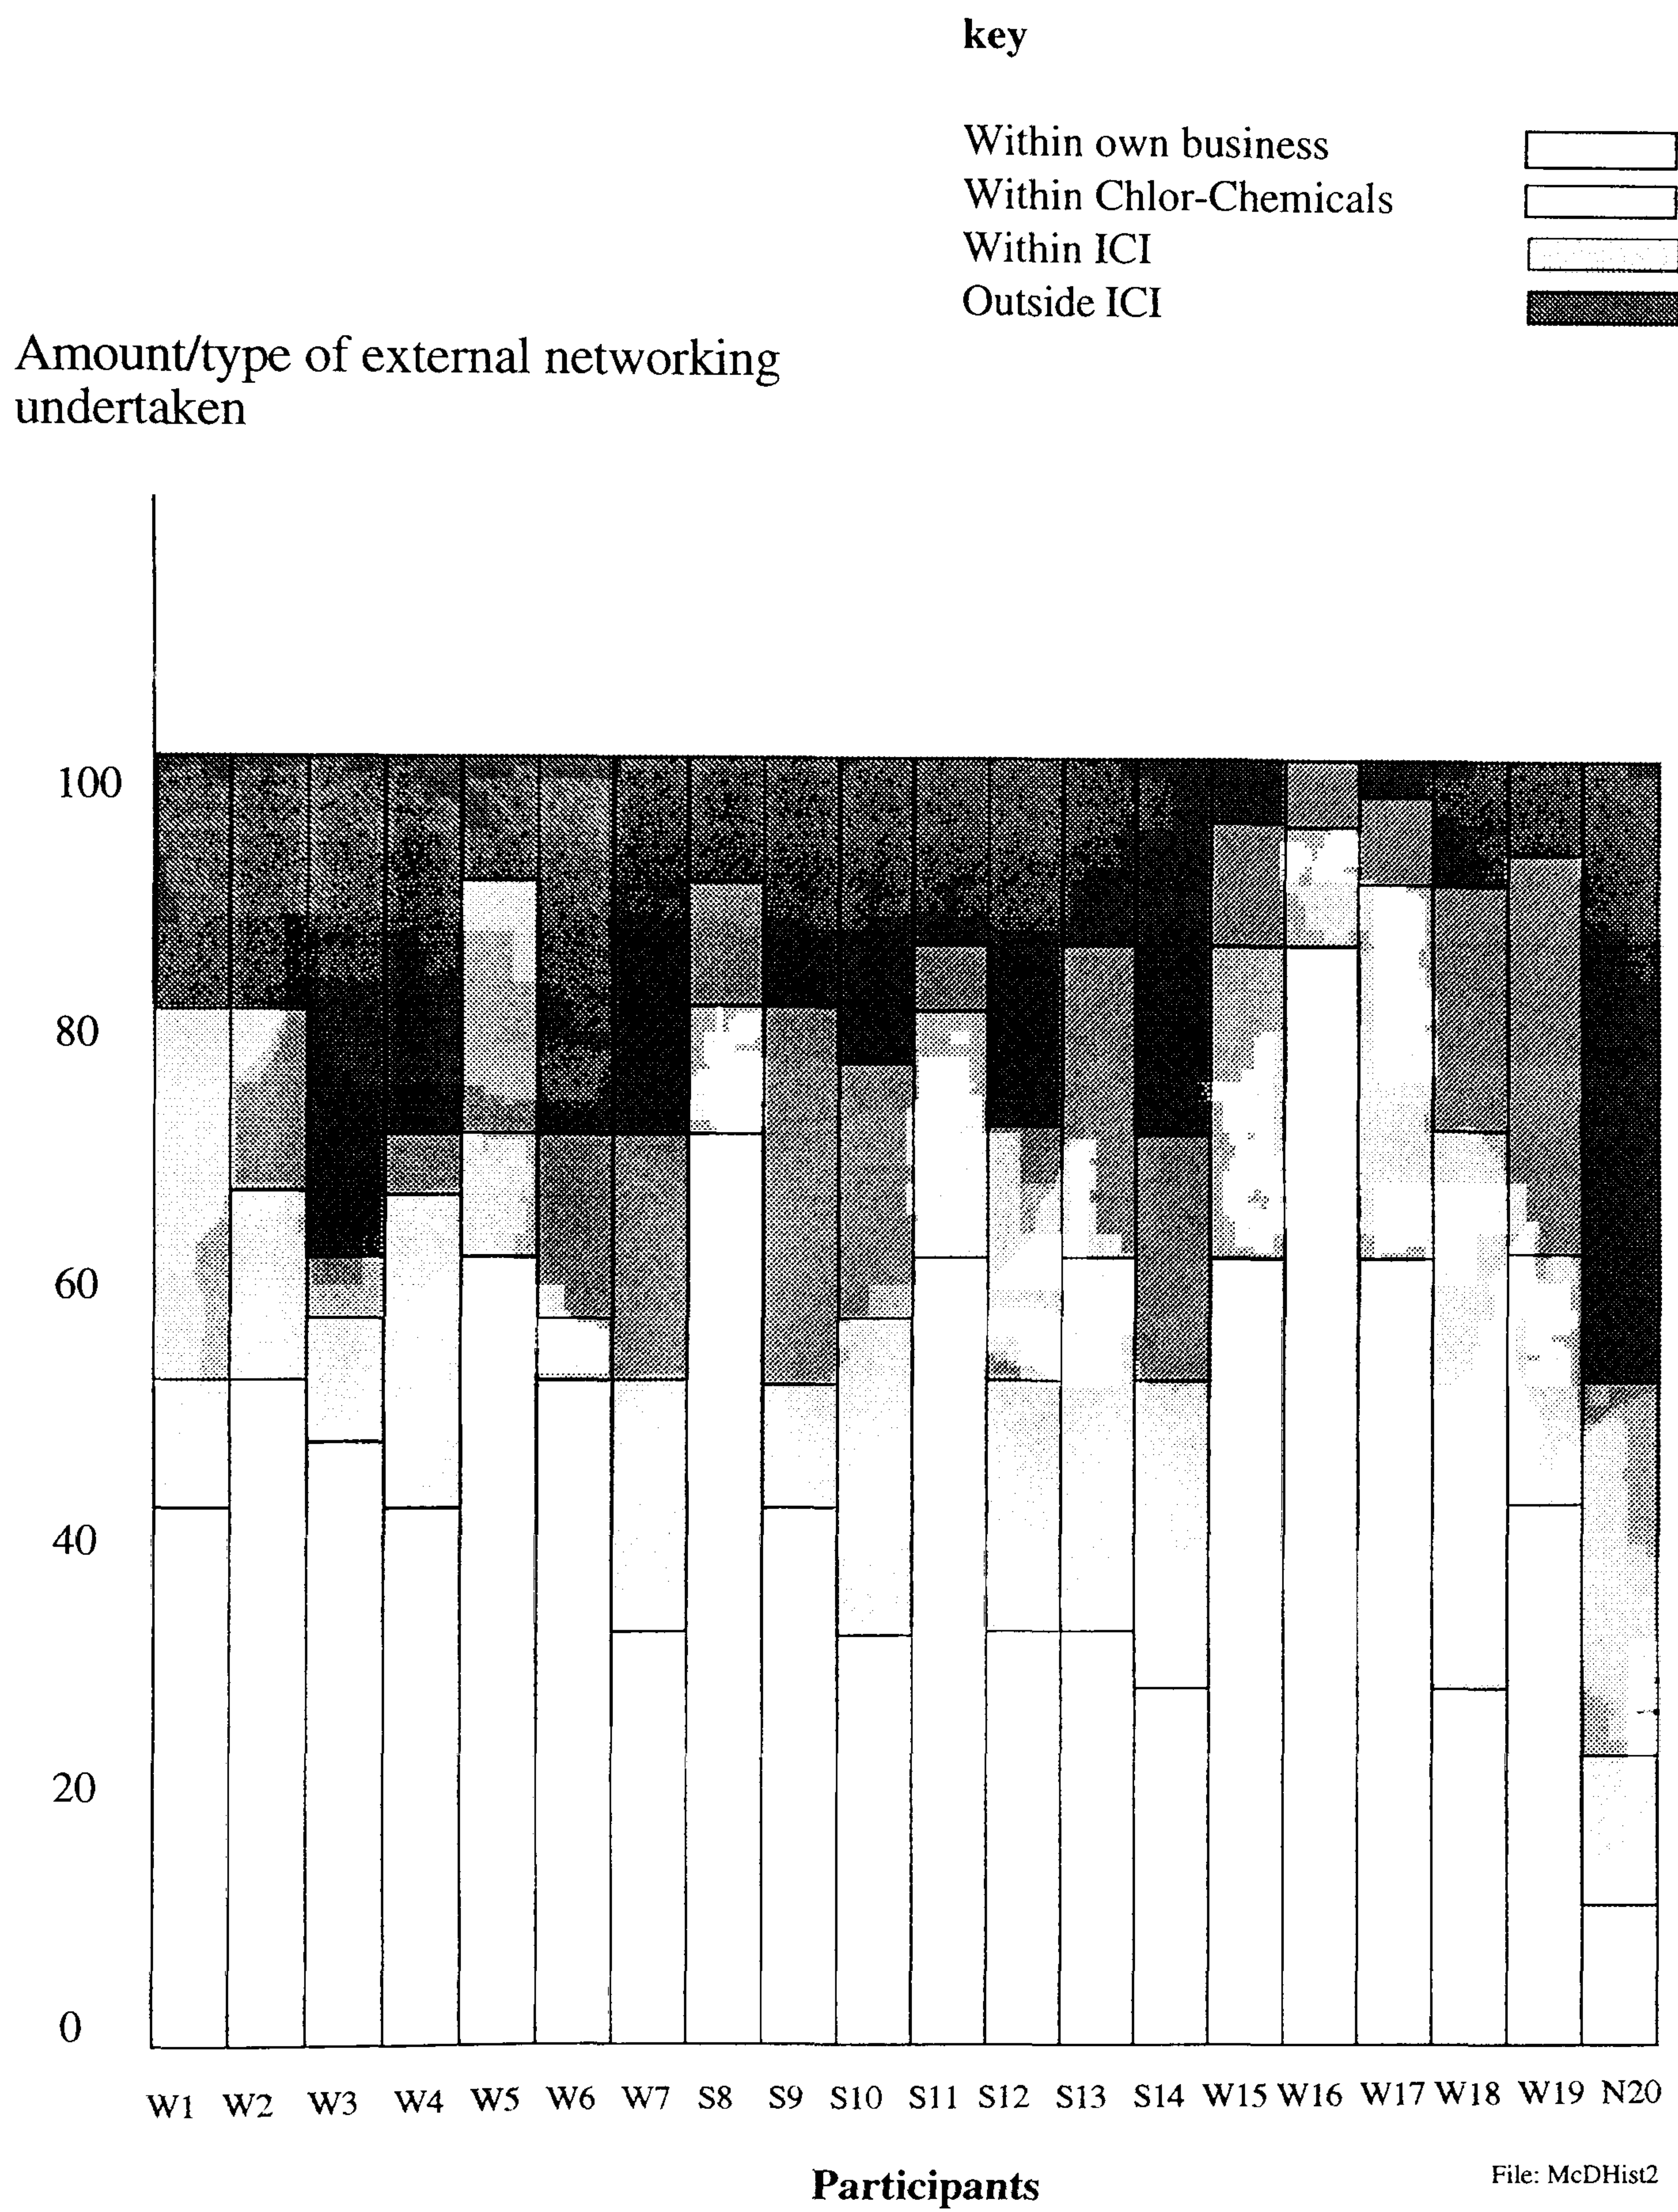 key
Within own business
Within Chlor-Chemicals
Within ICI
Outside ICI
Amount/type of external networking
undertaken
100
80
60
40
20
0
W1 W2 W3 W4 W5 W6 W7 S8 S9 S10 S11 S12 S13 S14 W15 W16 W17 W18 W19 N20
Participants
File: McDHist2